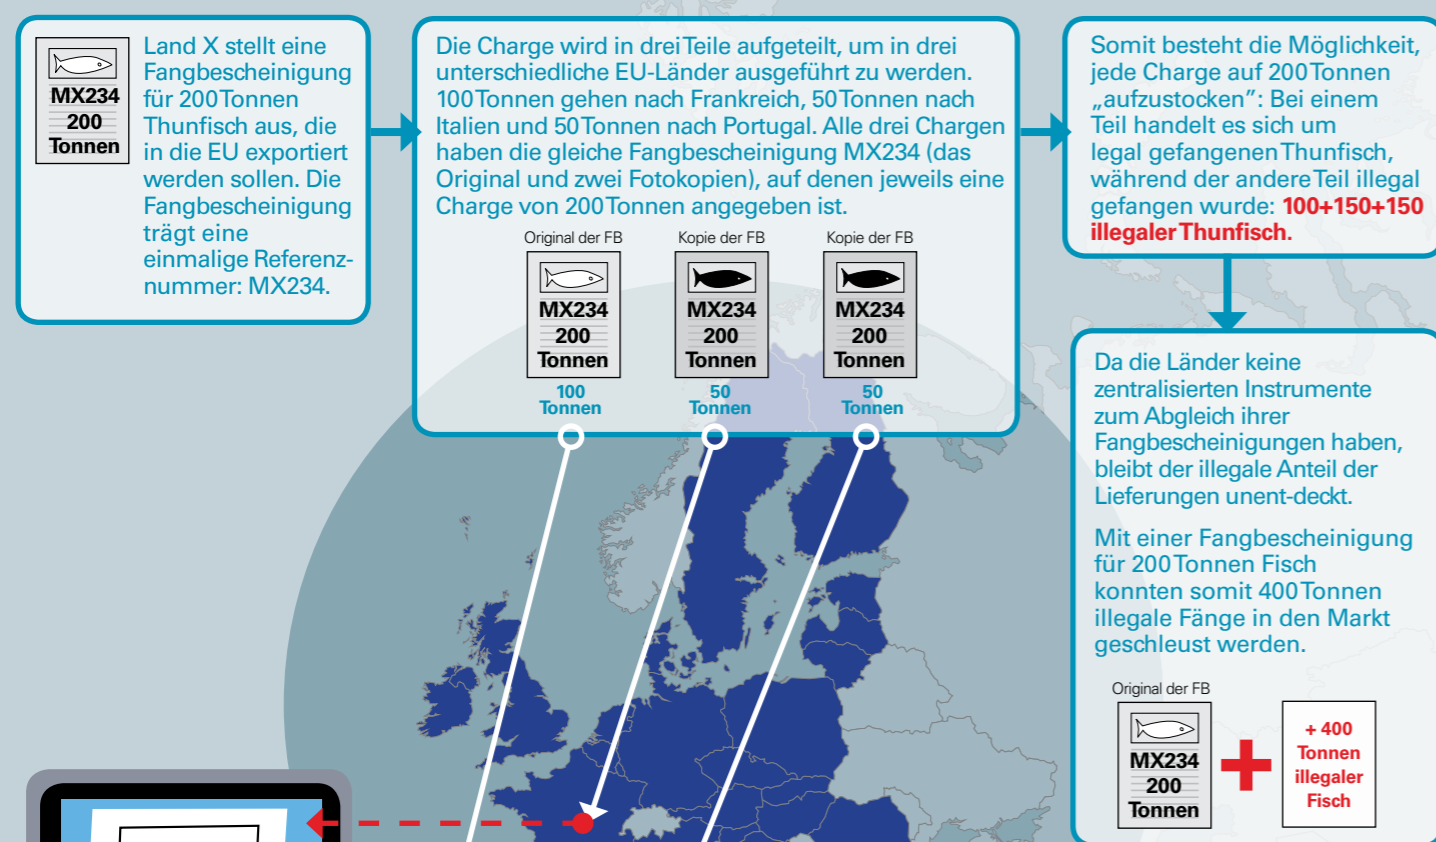 MX234
200
Tonnen
Land X stellt eine
Fangbescheinigung
für 200 Tonnen
Thunfisch aus, die
in die EU exportiert
werden sollen. Die
Fangbescheinigung
trägt eine
einmalige Referenz-
nummer: MX234.
Die Charge wird in drei Teile aufgeteilt, um in drei
unterschiedliche EU-Länder ausgeführt zu werden.
100 Tonnen gehen nach Frankreich, 50 Tonnen nach
Italien und 50 Tonnen nach Portugal. Alle drei Chargen
haben die gleiche Fangbescheinigung MX234 (das
Original und zwei Fotokopien), auf denen jeweils eine
Charge von 200 Tonnen angegeben ist.
Original der FB
MX234
200
Tonnen
100
Tonnen
Kopie der FB
MX234
200
Tonnen
50
Tonnen
Kopie der FB
MX234
200
Tonnen
50
Tonnen
Somit besteht die Möglichkeit,
jede Charge auf 200 Tonnen
„aufzustocken”: Bei einem
Teil handelt es sich um
legal gefangenen Thunfisch,
während der andere Teil illegal
gefangen wurde: 100+150+150
illegaler Thunfisch.
Da die Länder keine
zentralisierten Instrumente
zum Abgleich ihrer
Fangbescheinigungen haben,
bleibt der illegale Anteil der
Lieferungen unent-deckt.
Mit einer Fangbescheinigung
für 200 Tonnen Fisch
konnten somit 400 Tonnen
illegale Fänge in den Markt
geschleust werden.
Original der FB
MX234
200
Tonnen
+ 400
Tonnen
illegaler
Fisch